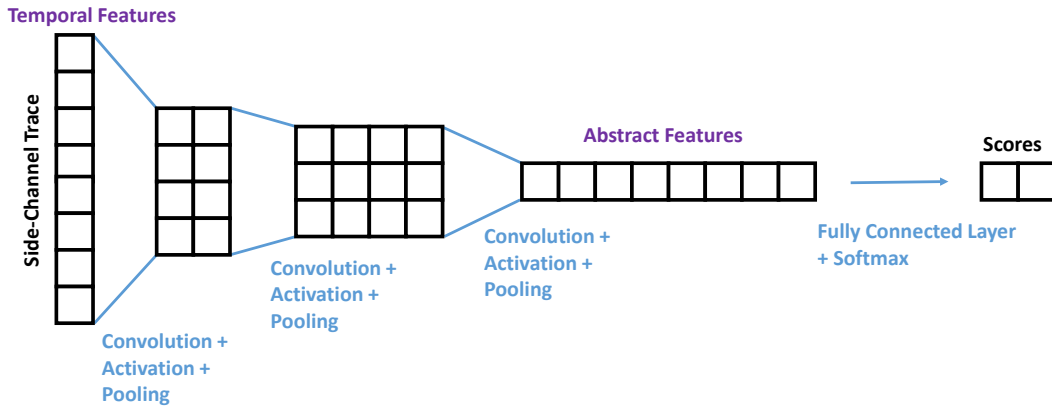 Temporal Features
Side-Channel Trace
Convolution +
Activation +
Pooling
Convolution +
Activation +
Pooling
Abstract Features
Convolution +
Activation +
Pooling
Scores
Fully Connected Layer
+ Softmax